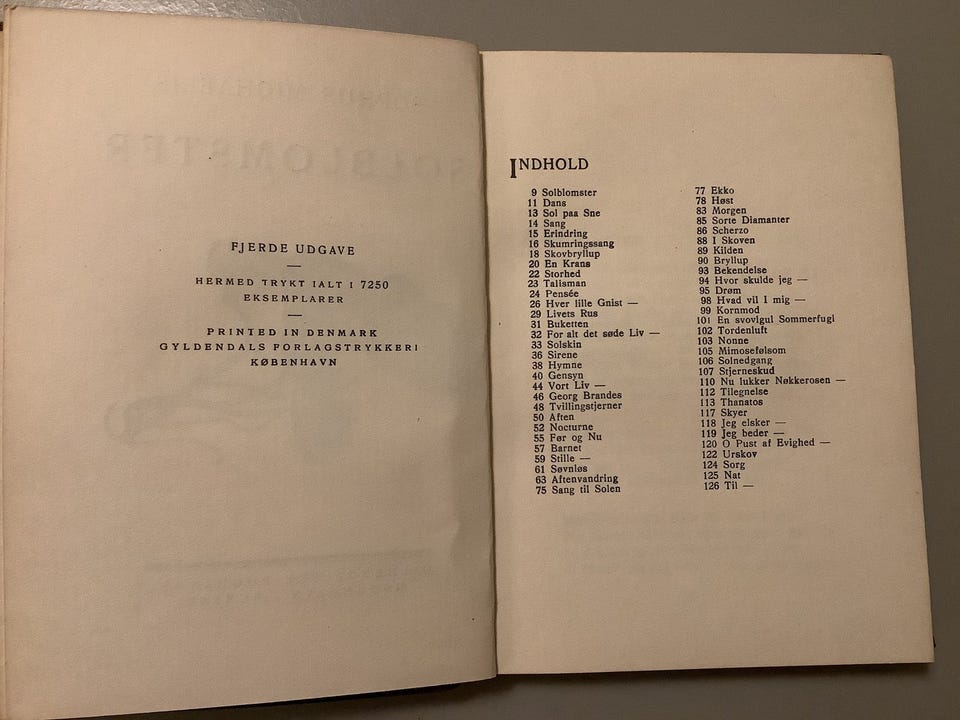 FJERDE UDGAVE
HERMED TRYKT IALT I 7250
EKSEMPLARER
PRINTED IN DENMARK
GYLDENDALS FORLAGSTRYKKERI
KØBENHAVN
INDHOLD
9 Solblomster
11 Dans
13 Sol paa Sne
14 Sang
15 Erindring
16 Skumringssang
18 Skovbryllup
20 En Krans
22 Storhed
23 Talisman
24 Pensée
26 Hver lille Gnist —
29 Livets Rus
31 Buketten
32 For alt det søde Liv —
33 Solskin
36 Sirene
38 Hymne
40 Gensyn
44 Vort Liv —
46 Georg Brandes
48 Tvillingstjerner
50 Aften
52 Nocturne
55 Før og Nu
57 Barnet
59 Stille —
61 Søvnløs
63 Aftenvandring
75 Sang til Solen
77 Ekko
78 Høst
83 Morgen
85 Sorte Diamanter
86 Scherzo
88 I Skoven
89 Kilden
90 Bryllup
93 Bekendelse
94 Hvor skulde jeg —
95 Drøm
98 Hvad vil I mig —
99 Kornmod
101 En svovlgul Sommerfugl
102 Tordenluft
103 Nonne
105 Mimosefølsom
106 Solnedgang
107 Stjerneskud
110 Nu lukker Nøkkerosen —
112 Tilegnelse
113 Thanatos
117 Skyer
118 Jeg elsker —
119 Jeg beder —
120 O Pust af Evighed —
122 Urskov
124 Sorg
125 Nat
126 Til —